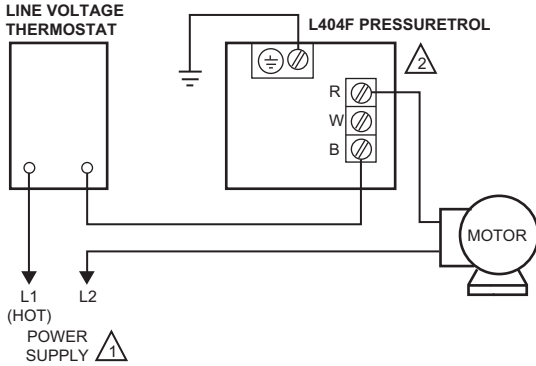 LINE VOLTAGE
THERMOSTAT
L404F PRESSURETROL
2
R
W
B
MOTOR
L1
(HOT)
L2
POWER
SUPPLY
1